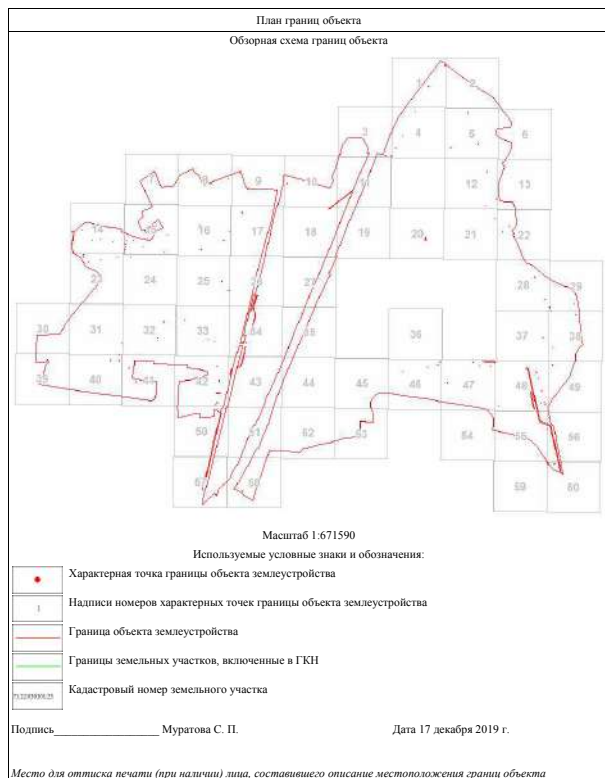 План границ объекта
Обзорная схема границ объекта
1 2
3 4 5 6
8 9 10 11 12 13
14 16 17 18 19 20 21 22
23 24 25 27 28 29
30 31 32 33 34 35 36 37 38
39 40 41 42 43 44 45 46 47 48 49
50 51 52 53 54 55 56
57 58 59 60
Масштаб 1:671590
Используемые условные знаки и обозначения:
Характерная точка границы объекта землеустройства
1 Надписи номеров характерных точек границы объекта землеустройства
Граница объекта землеустройства
Границы земельных участков, включенные в ГКН
Кадастровый номер земельного участка
Подпись___________________ Муратова С. П. Дата 17 декабря 2019 г.
Место для оттиска печати (при наличии) лица, составившего описание местоположения границ объекта